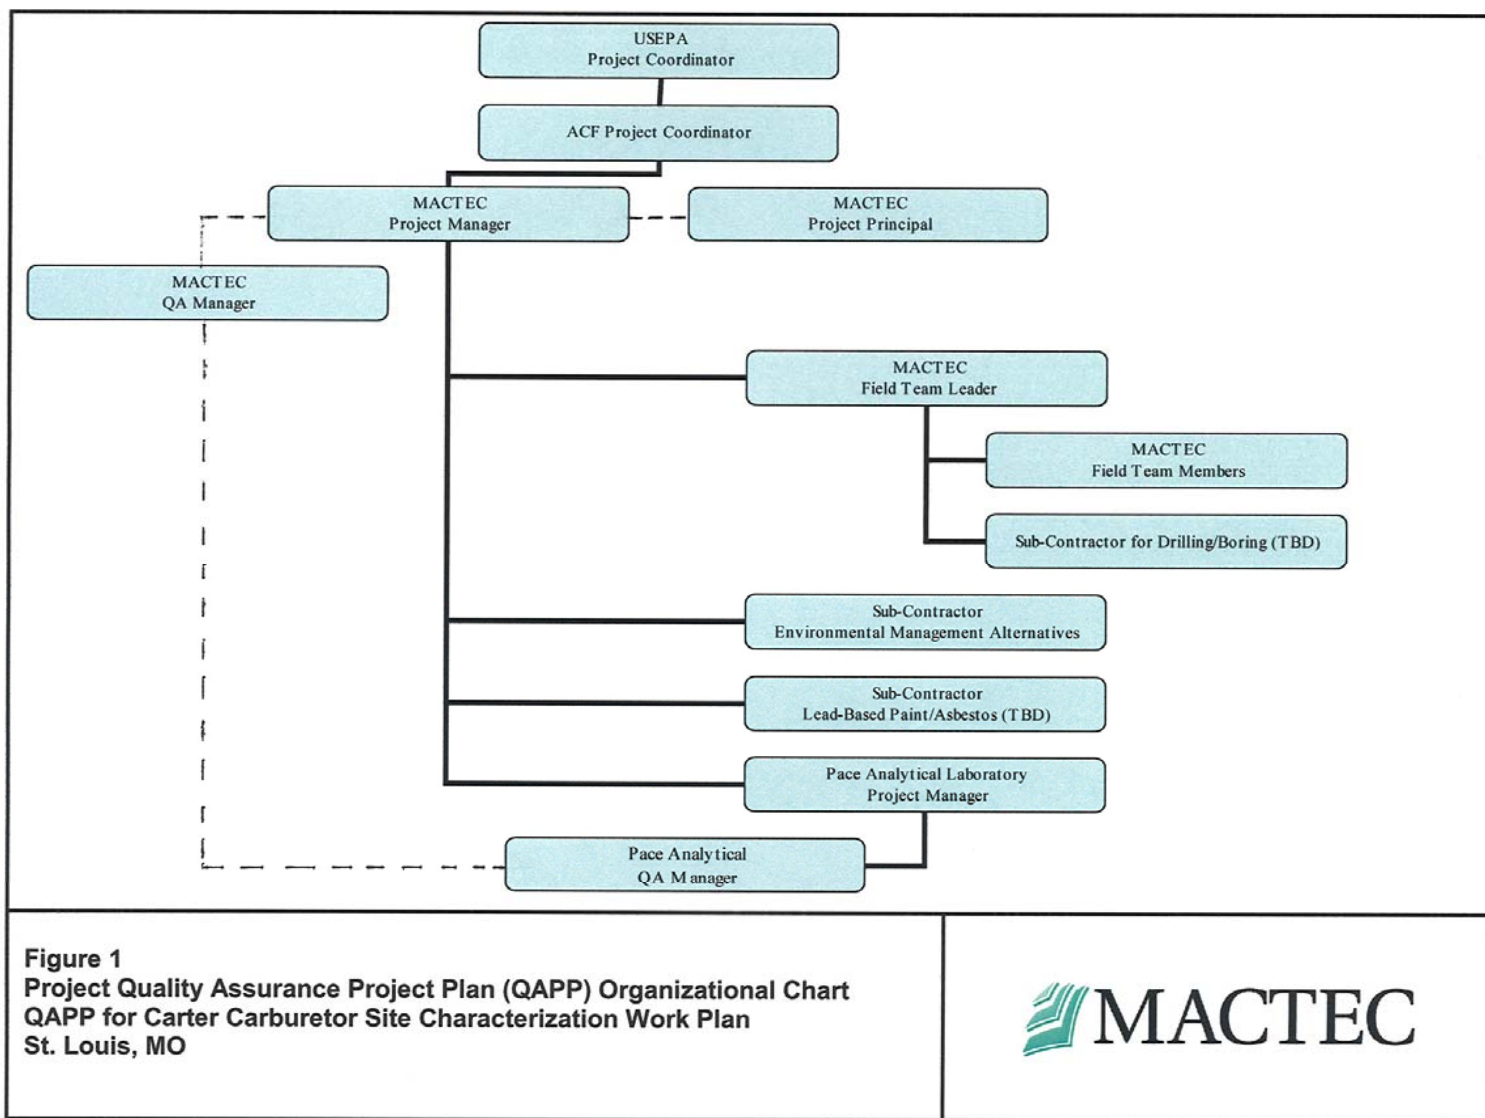 USEPA
Project Coordinator
ACF Project Coordinator
MACTEC
Project Manager
MACTEC
Project Principal
MACTEC
QA Manager
MACTEC
Field Team Leader
MACTEC
Field Team Members
Sub-Contractor for Drilling/Boring (TBD)
Sub-Contractor
Environmental Management Alternatives
Sub-Contractor
Lead-Based Paint/Asbestos (TBD)
Pace Analytical Laboratory
Project Manager
Pace Analytical
QA Manager
Figure 1
Project Quality Assurance Project Plan (QAPP) Organizational Chart
QAPP for Carter Carburetor Site Characterization Work Plan
St. Louis, MO
MACTEC